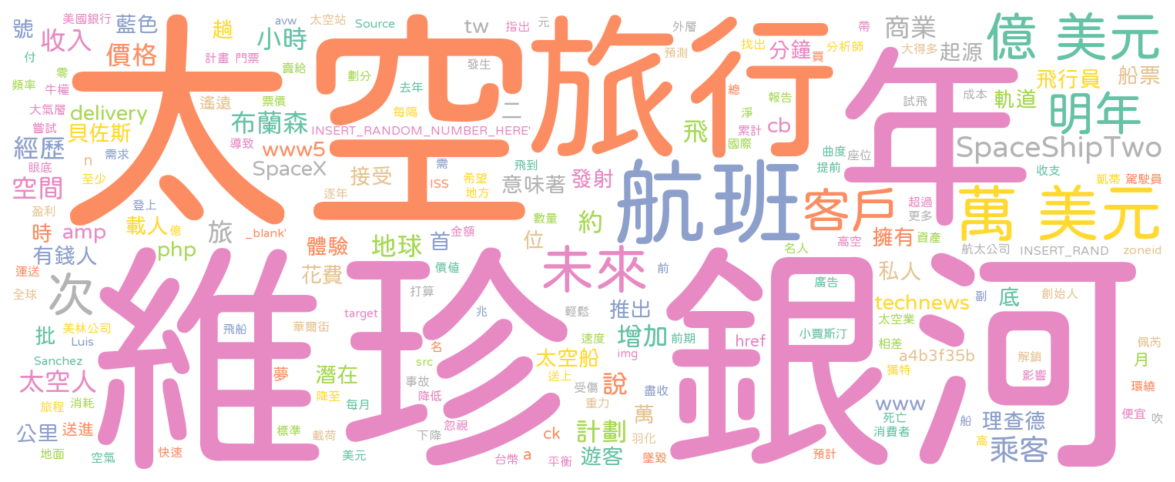 太空旅行
年
維珍銀河
航班
億 美元
萬 美元
明年
未來
客戶
SpaceShipTwo
次
號
收入
付
頻率
零
牛權
大氣層
嘗試
美國銀行
價格
計畫
門票
avw
藍色
趙
賣給
小時
太空站
票價
Source
劃分
去年
每隔
tw
二
指出
發生
元
外層
預測
找出
分鐘
買
總
報告
淨
累計
cb
國際
飛
帶
分析師
商業
大得多
起源
試飛
成本
飛行員
船票
軌道
delivery
遙遠
貝佐斯
布蘭森
INSERT_RANDOM_NUMBER_HERE'
導致
www5
經歷
需求
眼底
至少
n
SpaceX
接受
需
ISS
飛到
希望
地方
意味著
發射
曲度
提前
座位
收支
凱蒂
駕駛員
空間
登上
逐年
載人
億
旅
_blank'
盈利
時
amp
php
有錢人
體驗
地球
首
金額
數量
位
約
超過
更多
擁有
資產
名人
高空
航太公司
INSERT_RAND
zoneid
運送
全球
花費
價值
前
私人
廣告
technews
底
副
創始人
打算
兆
輕鬆
推出
美林公司
批
Luis
飛船
華爾街
target
增加
前期
速度
href
img
小賈斯汀
太空業
相差
a4b3f35b
獨特
解鎖
影響
月
佩芮
環繞
Sanchez
太空人
夢
潛在
名
src
太空船
送上
事故
降低
受傷
說
盡收
旅程
消耗
降至
每月
忽視
重力
萬
羽化
www
死亡
消費者
船
高
理查德
便宜
吹
公里
送進
標準
載荷
下降
ck
計劃
乘客
地面
空氣
快速
美元
台幣
a
平衡
遊客
墜毀
預計